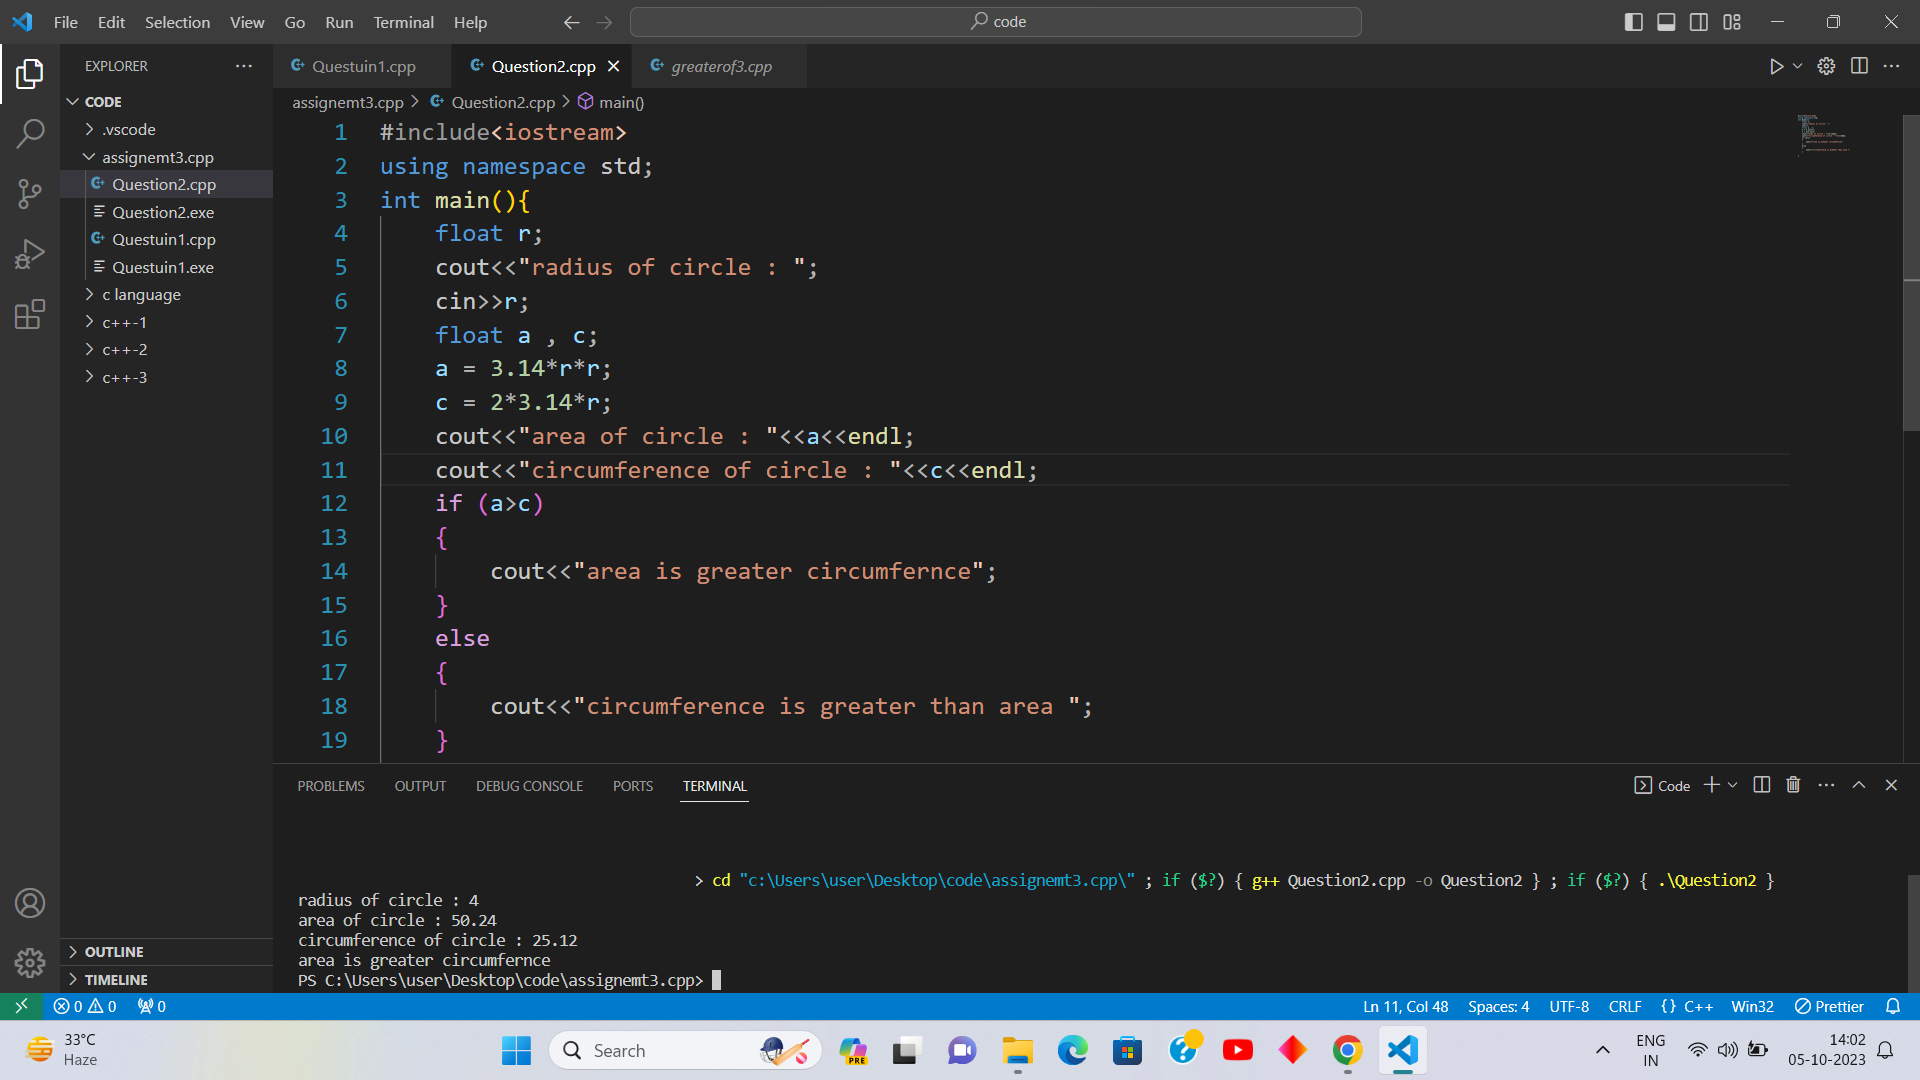 File Edit Selection View Go Run Terminal Help
code
EXPLORER
Questuin1.cpp
Question2.cpp
greaterof3.cpp
CODE
.vscode
assignemt3.cpp
Question2.cpp
Question2.exe
Questuin1.cpp
Questuin1.exe
c language
c++-1
c++-2
c++-3
OUTLINE
TIMELINE
assignemt3.cpp > Question2.cpp > main()
1 #include<iostream>
2 using namespace std;
3 int main(){
4 float r;
5 cout<<"radius of circle : ";
6 cin>>r;
7 float a , c;
8 a = 3.14*r*r;
9 c = 2*3.14*r;
10 cout<<"area of circle : "<<a<<endl;
11 cout<<"circumference of circle : "<<c<<endl;
12 if (a>c)
13 {
14 cout<<"area is greater circumfernce";
15 }
16 else
17 {
18 cout<<"circumference is greater than area ";
19 }
PROBLEMS OUTPUT DEBUG CONSOLE PORTS TERMINAL
Code
> cd "c:\Users\user\Desktop\code\assignemt3.cpp\" ; if ($?) { g++ Question2.cpp -o Question2 } ; if ($?) { .\Question2 }
radius of circle : 4
area of circle : 50.24
circumference of circle : 25.12
area is greater circumfernce
PS C:\Users\user\Desktop\code\assignemt3.cpp>
0 0 0
Ln 11, Col 48 Spaces: 4 UTF-8 CRLF {} C++ Win32 Prettier
33°C
Haze
Search
PRE
ENG
IN
14:02
05-10-2023